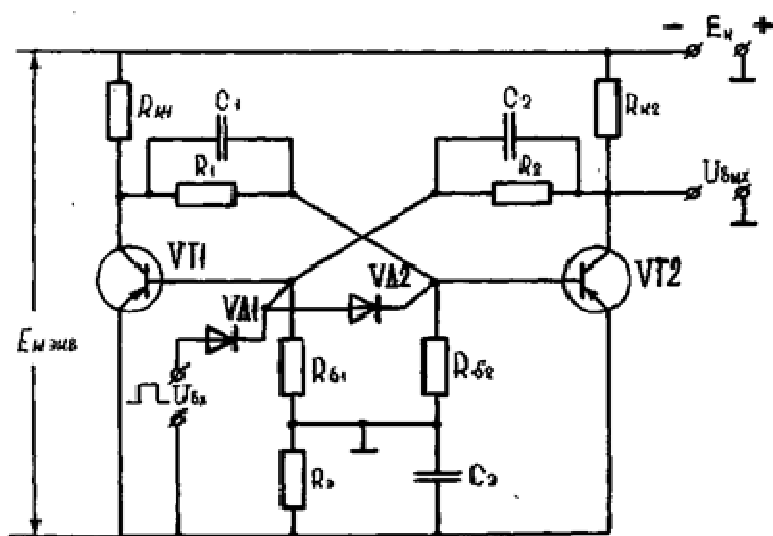 - Eк +
Rк1
C1
C2
Rк2
R1
R2
Uвых
VT1
VД2
VT2
VД1
Eк экв
Rб1
Rб2
Uвх
Rэ
Cэ